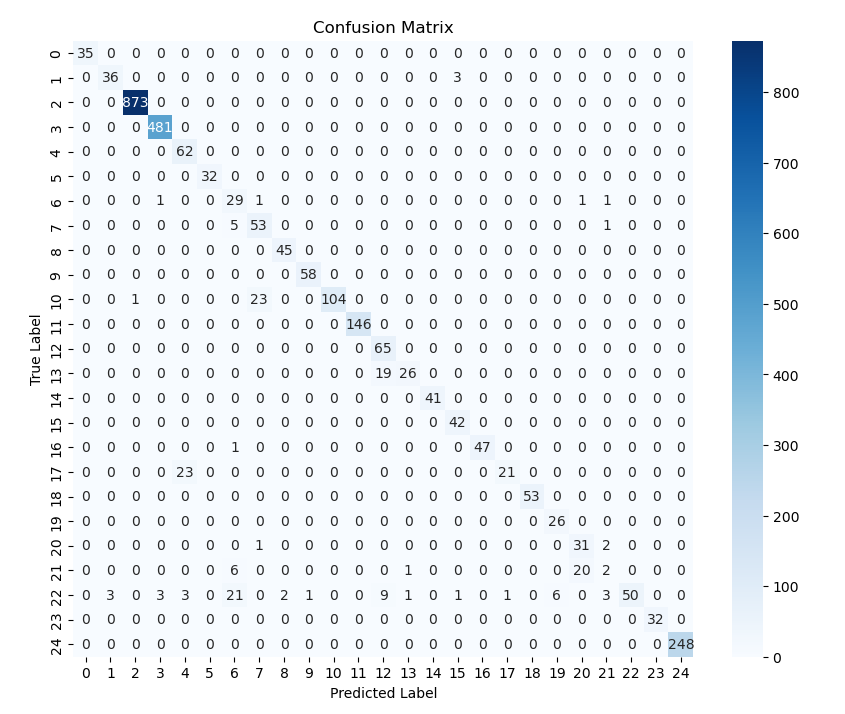 Confusion Matrix
0 35 0 0 0 0 0 0 0 0 0 0 0 0 0 0 0 0 0 0 0 0 0 0 0 0
1 0 36 0 0 0 0 0 0 0 0 0 0 0 0 0 3 0 0 0 0 0 0 0 0 0
2 0 0 873 0 0 0 0 0 0 0 0 0 0 0 0 0 0 0 0 0 0 0 0 0 0
3 0 0 0 481 0 0 0 0 0 0 0 0 0 0 0 0 0 0 0 0 0 0 0 0 0
4 0 0 0 0 62 0 0 0 0 0 0 0 0 0 0 0 0 0 0 0 0 0 0 0 0
5 0 0 0 0 0 32 0 0 0 0 0 0 0 0 0 0 0 0 0 0 0 0 0 0 0
6 0 0 0 1 0 0 29 1 0 0 0 0 0 0 0 0 0 0 0 0 1 1 0 0 0
7 0 0 0 0 0 0 5 53 0 0 0 0 0 0 0 0 0 0 0 0 0 1 0 0 0
8 0 0 0 0 0 0 0 0 45 0 0 0 0 0 0 0 0 0 0 0 0 0 0 0 0
9 0 0 0 0 0 0 0 0 0 58 0 0 0 0 0 0 0 0 0 0 0 0 0 0 0
10 0 0 1 0 0 0 0 23 0 0 104 0 0 0 0 0 0 0 0 0 0 0 0 0 0
11 0 0 0 0 0 0 0 0 0 0 0 146 0 0 0 0 0 0 0 0 0 0 0 0 0
12 0 0 0 0 0 0 0 0 0 0 0 0 65 0 0 0 0 0 0 0 0 0 0 0 0
13 0 0 0 0 0 0 0 0 0 0 0 0 19 26 0 0 0 0 0 0 0 0 0 0 0
14 0 0 0 0 0 0 0 0 0 0 0 0 0 0 41 0 0 0 0 0 0 0 0 0 0
15 0 0 0 0 0 0 0 0 0 0 0 0 0 0 0 42 0 0 0 0 0 0 0 0 0
16 0 0 0 0 0 0 1 0 0 0 0 0 0 0 0 0 47 0 0 0 0 0 0 0 0
17 0 0 0 0 23 0 0 0 0 0 0 0 0 0 0 0 0 21 0 0 0 0 0 0 0
18 0 0 0 0 0 0 0 0 0 0 0 0 0 0 0 0 0 0 53 0 0 0 0 0 0
19 0 0 0 0 0 0 0 0 0 0 0 0 0 0 0 0 0 0 0 26 0 0 0 0 0
20 0 0 0 0 0 0 0 1 0 0 0 0 0 0 0 0 0 0 0 0 31 2 0 0 0
21 0 0 0 0 0 0 6 0 0 0 0 0 0 1 0 0 0 0 0 0 20 2 0 0 0
22 0 3 0 3 3 0 21 0 2 1 0 0 9 1 0 1 0 1 0 6 0 3 50 0 0
23 0 0 0 0 0 0 0 0 0 0 0 0 0 0 0 0 0 0 0 0 0 0 0 32 0
24 0 0 0 0 0 0 0 0 0 0 0 0 0 0 0 0 0 0 0 0 0 0 0 0 248
0 1 2 3 4 5 6 7 8 9 10 11 12 13 14 15 16 17 18 19 20 21 22 23 24
Predicted Label
True Label
800
700
600
500
400
300
200
100
0